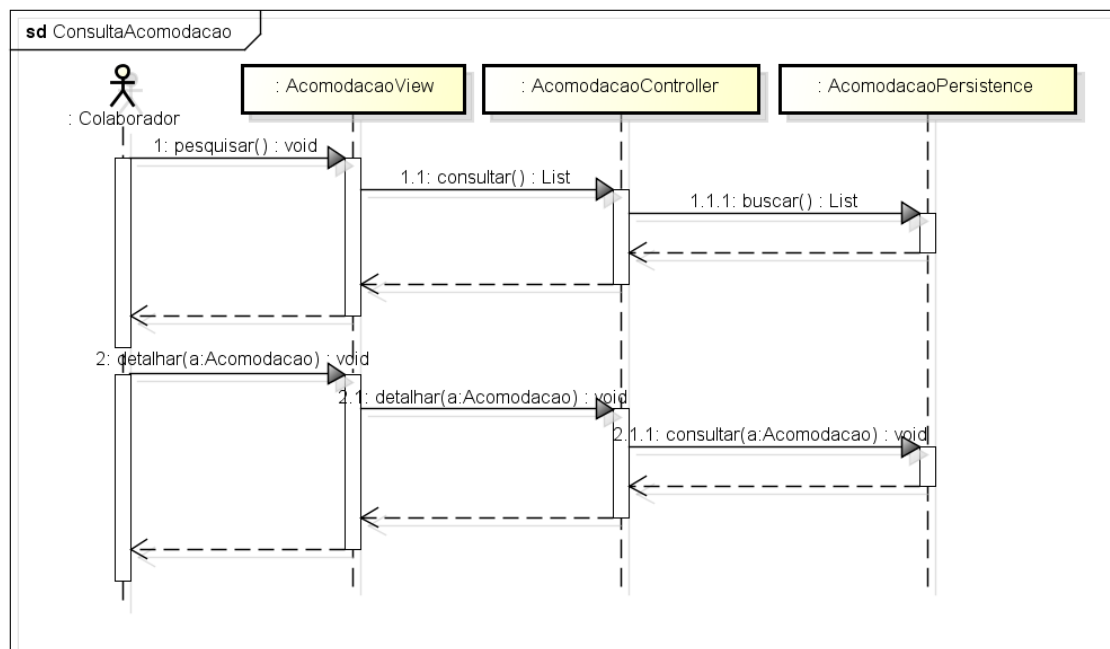 sd ConsultaAcomodacao
: Colaborador
: AcomodacaoView
: AcomodacaoController
: AcomodacaoPersistence
1: pesquisar() : void
1.1: consultar() : List
1.1.1: buscar() : List
2: detalhar(a:Acomodacao) : void
2.1: detalhar(a:Acomodacao) : void
2.1.1: consultar(a:Acomodacao) : void